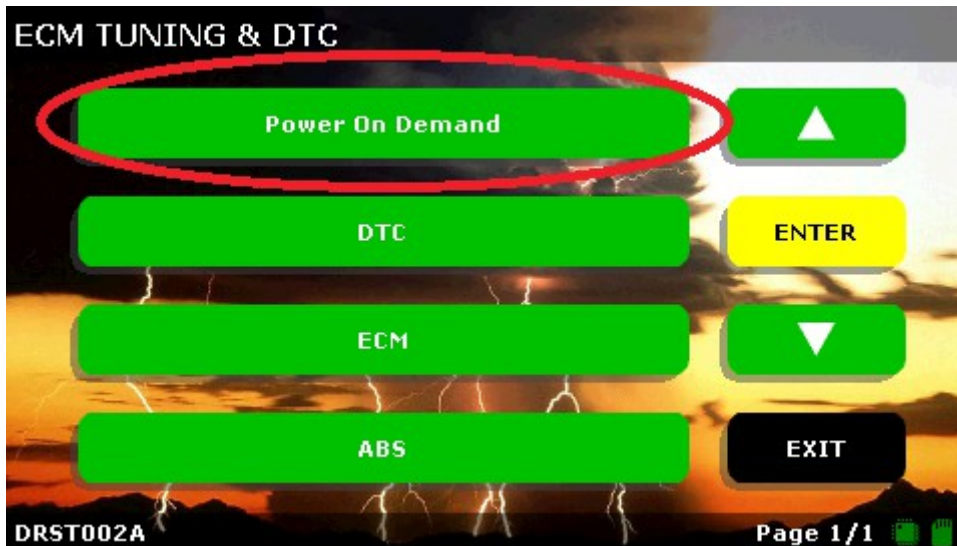 ECM TUNING & DTC
Power On Demand
DTC
ENTER
ECM
ABS
EXIT
DRST002A
Page 1/1